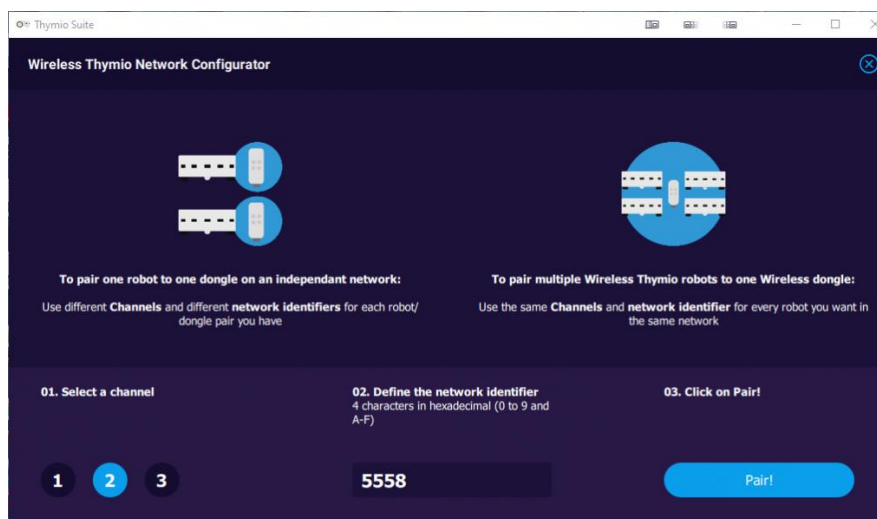 Thymio Suite
Wireless Thymio Network Configurator
To pair one robot to one dongle on an independant network:
Use different Channels and different network identifiers for each robot/
dongle pair you have
To pair multiple Wireless Thymio robots to one Wireless dongle:
Use the same Channels and network identifier for every robot you want in
the same network
01. Select a channel
1 2 3
02. Define the network identifier
4 characters in hexadecimal (0 to 9 and
A-F)
5558
03. Click on Pair!
Pair!